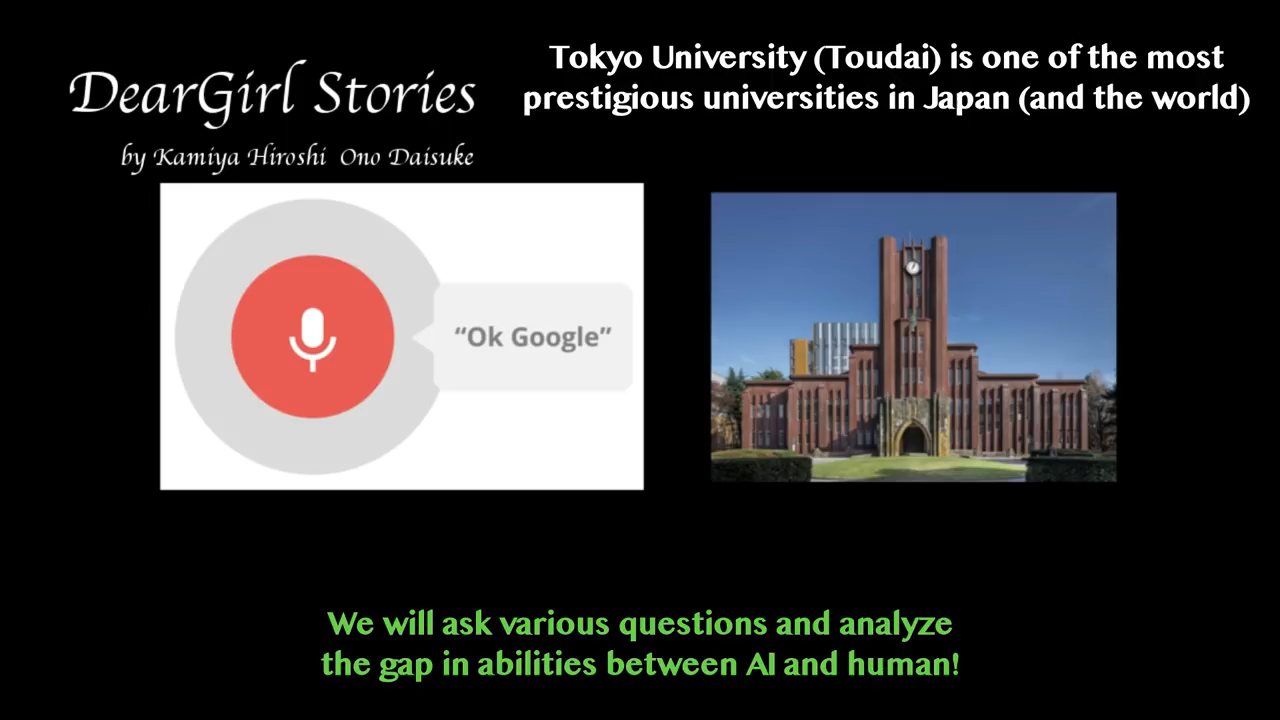 DearGirl Stories
by Kamiya Hiroshi Ono Daisuke
Tokyo University (Toudai) is one of the most
prestigious universities in Japan (and the world)
“Ok Google”
We will ask various questions and analyze
the gap in abilities between AI and human!